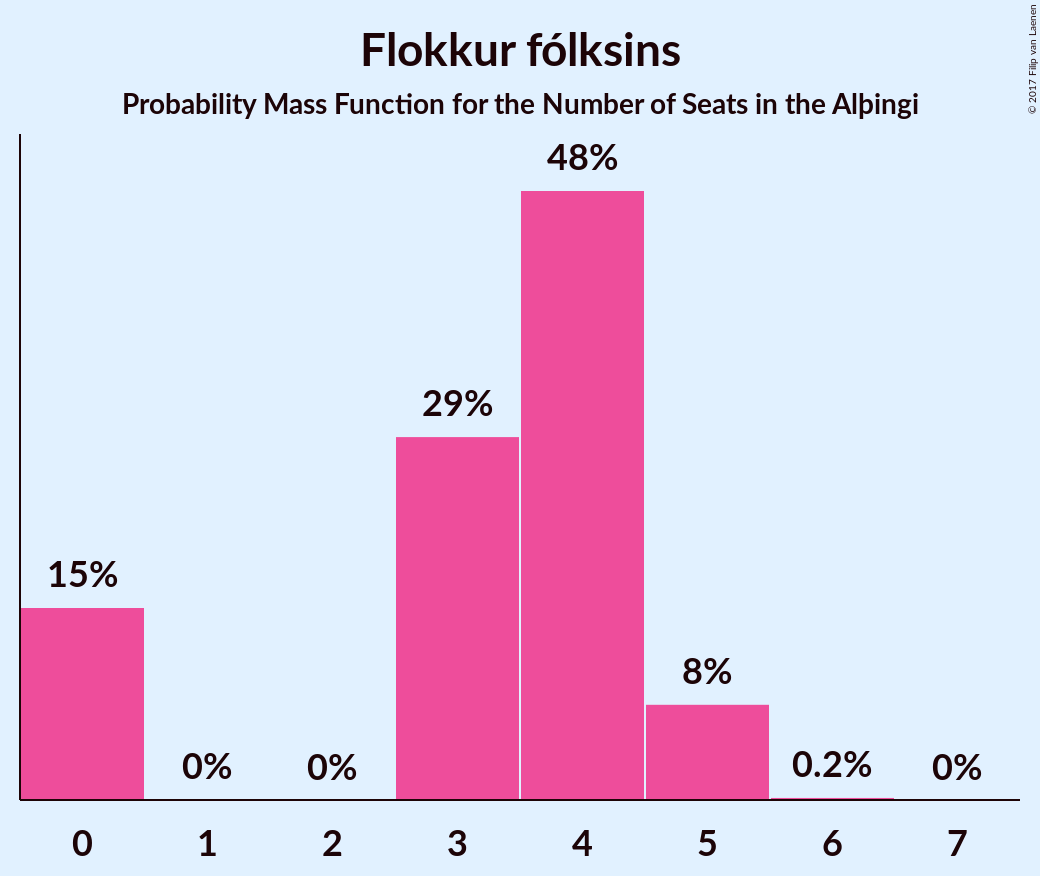 Flokkur fólksins
Probability Mass Function for the Number of Seats in the Alþingi
© 2017 Filip van Laenen
48%
29%
15%
8%
0% 0% 0.2% 0%
0 1 2 3 4 5 6 7